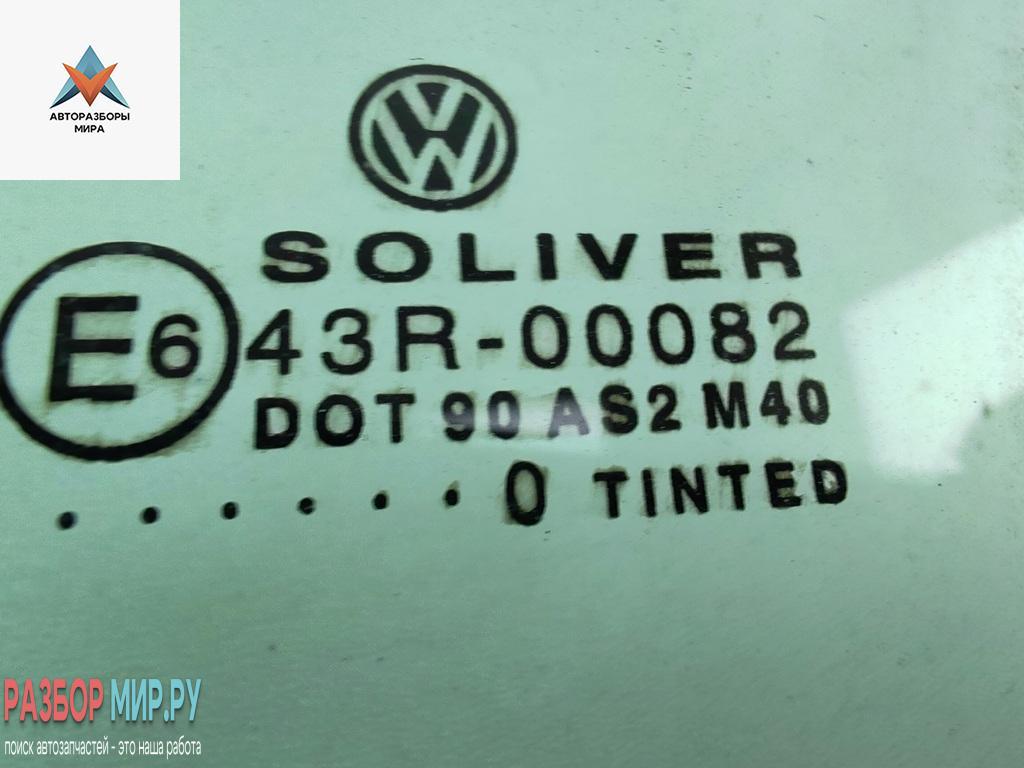 АВТОРАЗБОРЫ
МИРА
SOLIVER
E6 43R-00082
DOT 90 AS2 M40
. . . . . . 0 TINTED
РАЗБОР МИР.РУ
поиск автозапчастей - это наша работа